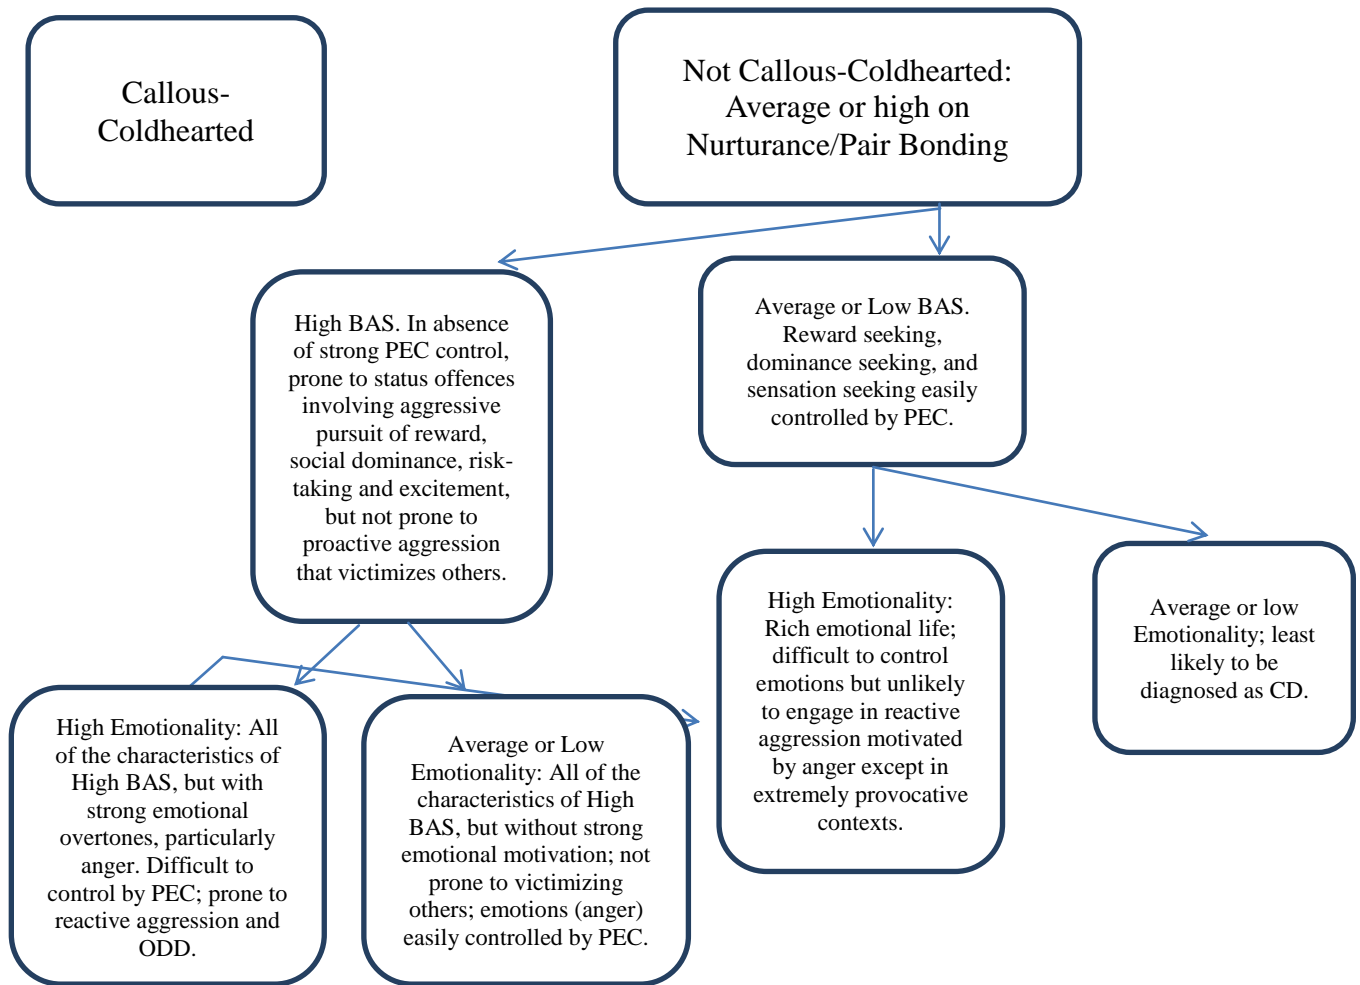 Callous-
Coldhearted
Not Callous-Coldhearted:
Average or high on
Nurturance/Pair Bonding
High BAS. In absence
of strong PEC control,
prone to status offences
involving aggressive
pursuit of reward,
social dominance, risk-
taking and excitement,
but not prone to
proactive aggression
that victimizes others.
Average or Low BAS.
Reward seeking,
dominance seeking, and
sensation seeking easily
controlled by PEC.
High Emotionality: All
of the characteristics of
High BAS, but with
strong emotional
overtones, particularly
anger. Difficult to
control by PEC; prone to
reactive aggression and
ODD.
Average or Low
Emotionality: All of the
characteristics of High
BAS, but without strong
emotional motivation; not
prone to victimizing
others; emotions (anger)
easily controlled by PEC.
High Emotionality:
Rich emotional life;
difficult to control
emotions but unlikely
to engage in reactive
aggression motivated
by anger except in
extremely provocative
contexts.
Average or low
Emotionality; least
likely to be
diagnosed as CD.